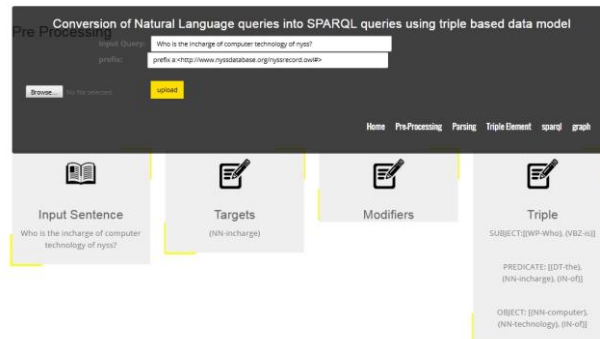 Conversion of Natural Language queries into SPARQL queries using triple based data model
Pre Processing
Input Query: Who is the incharge of computer technology of nyss?
prefix: prefix a:<http://www.nyssdatabase.org/nyssrecord.owl#>
Browse... No file selected. upload
Home Pre-Processing Parsing Triple Element sparql graph
Input Sentence
Who is the incharge of computer
technology of nyss?
Targets
(NN-incharge)
Modifiers
Triple
SUBJECT:[(WP-Who), (VBZ-is)]
PREDICATE: [(DT-the),
(NN-incharge), (IN-of)]
OBJECT: [(NN-computer),
(NN-technology), (IN-of)]